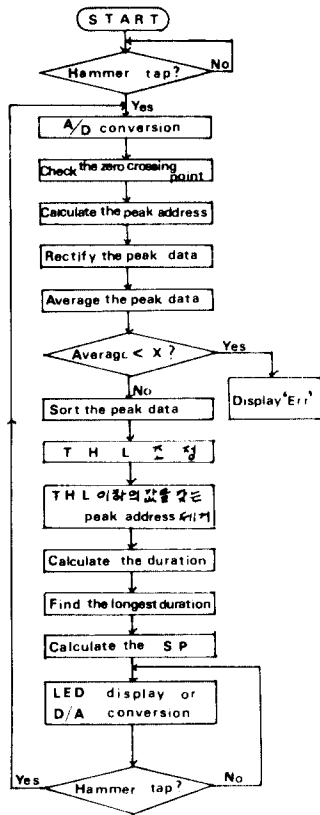 START
Hammer tap?
No
Yes
A/D conversion
Check the zero crossing
point
Calculate the peak address
Rectify the peak data
Average the peak data
Average < X ?
Yes
No
Display 'Err'
Sort the peak data
THL 조정
THL 이하의 값을 갖는
peak address 제거
Calculate the duration
Find the longest duration
Calculate the SP
LED display or
D/A conversion
Hammer tap?
Yes
No